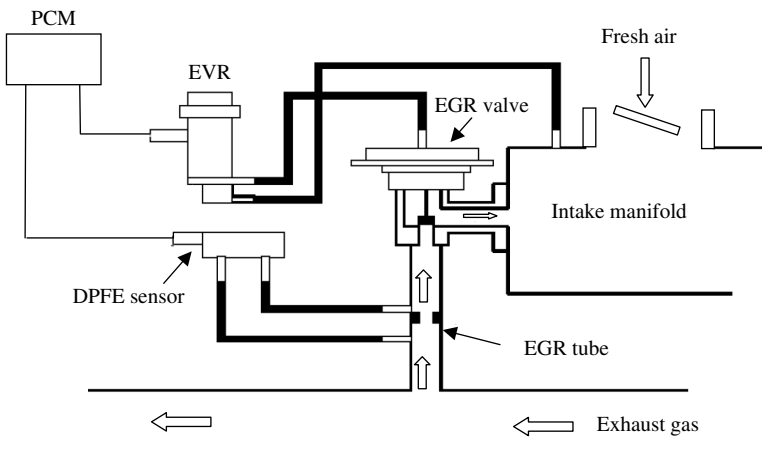 PCM
Fresh air
EVR
EGR valve
Intake manifold
DPFE sensor
EGR tube
Exhaust gas